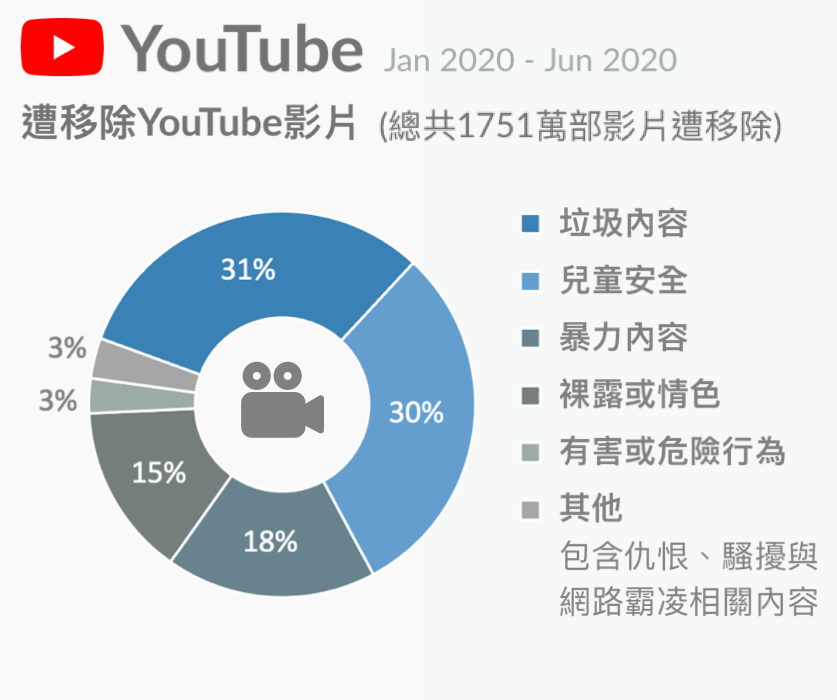 YouTube Jan 2020 - Jun 2020
遭移除YouTube影片 (總共1751萬部影片遭移除)
31%
30%
18%
15%
3%
3%
垃圾內容
兒童安全
暴力內容
裸露或情色
有害或危險行為
其他
包含仇恨、騷擾與
網路霸凌相關內容